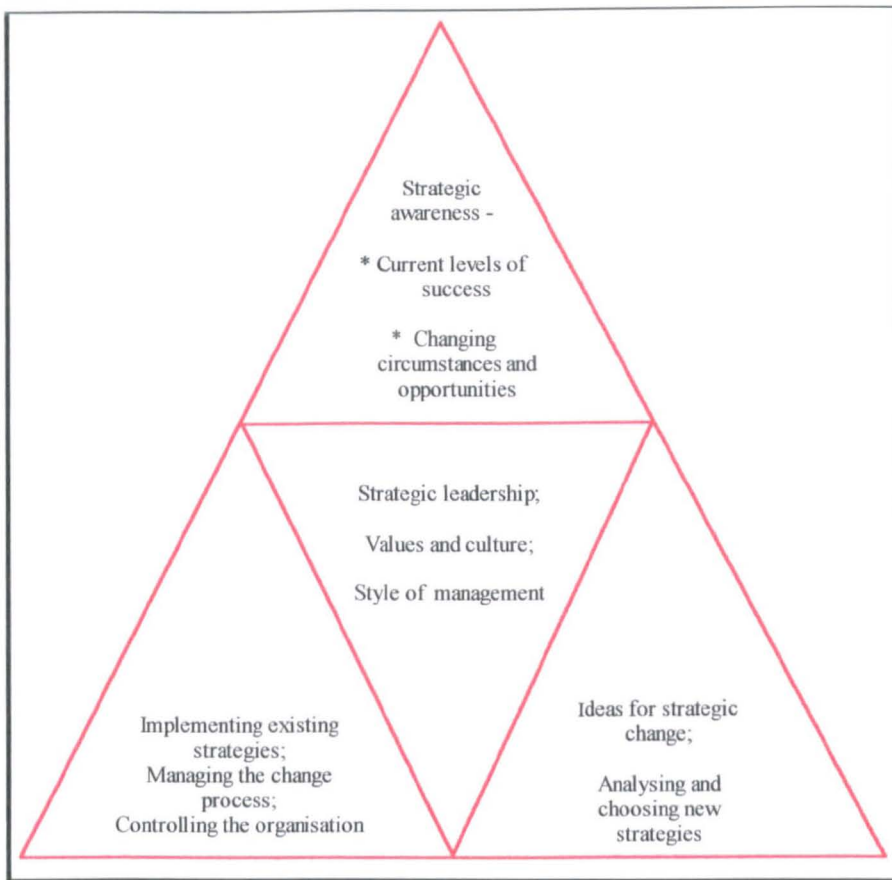 Strategic
awareness -
* Current levels of
success
* Changing
circumstances and
opportunities
Strategic leadership;
Values and culture;
Style of management
Implementing existing
strategies;
Managing the change
process;
Controlling the organisation
Ideas for strategic
change;
Analysing and
choosing new
strategies